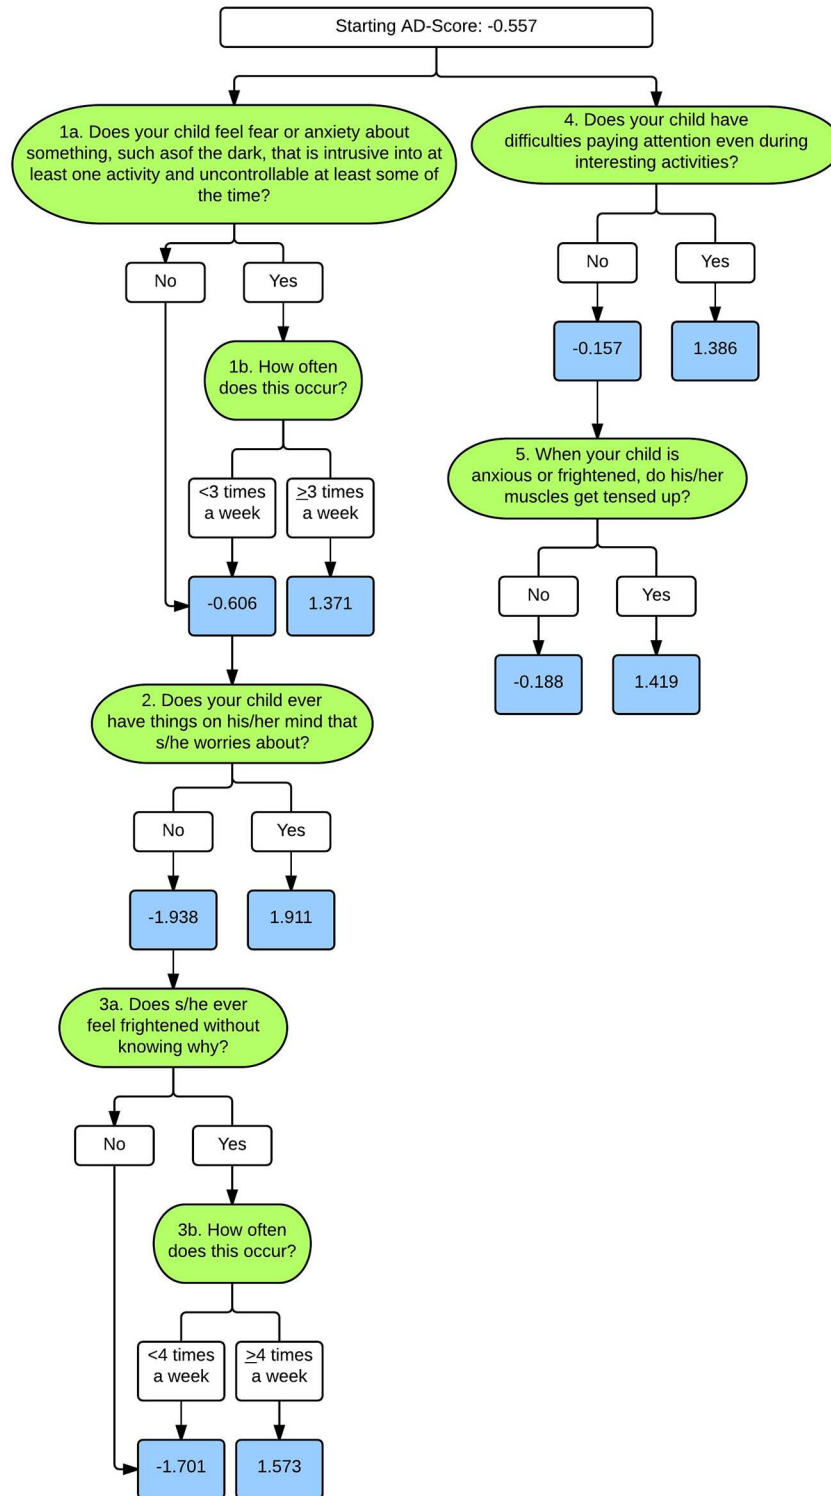 Starting AD-Score: -0.557
1a. Does your child feel fear or anxiety about
something, such asof the dark, that is intrusive into at
least one activity and uncontrollable at least some of
the time?
No
Yes
1b. How often
does this occur?
<3 times
a week
≥3 times
a week
-0.606
1.371
2. Does your child ever
have things on his/her mind that
s/he worries about?
No
Yes
-1.938
1.911
3a. Does s/he ever
feel frightened without
knowing why?
No
Yes
3b. How often
does this occur?
<4 times
a week
≥4 times
a week
-1.701
1.573
4. Does your child have
difficulties paying attention even during
interesting activities?
No
Yes
-0.157
1.386
5. When your child is
anxious or frightened, do his/her
muscles get tensed up?
No
Yes
-0.188
1.419